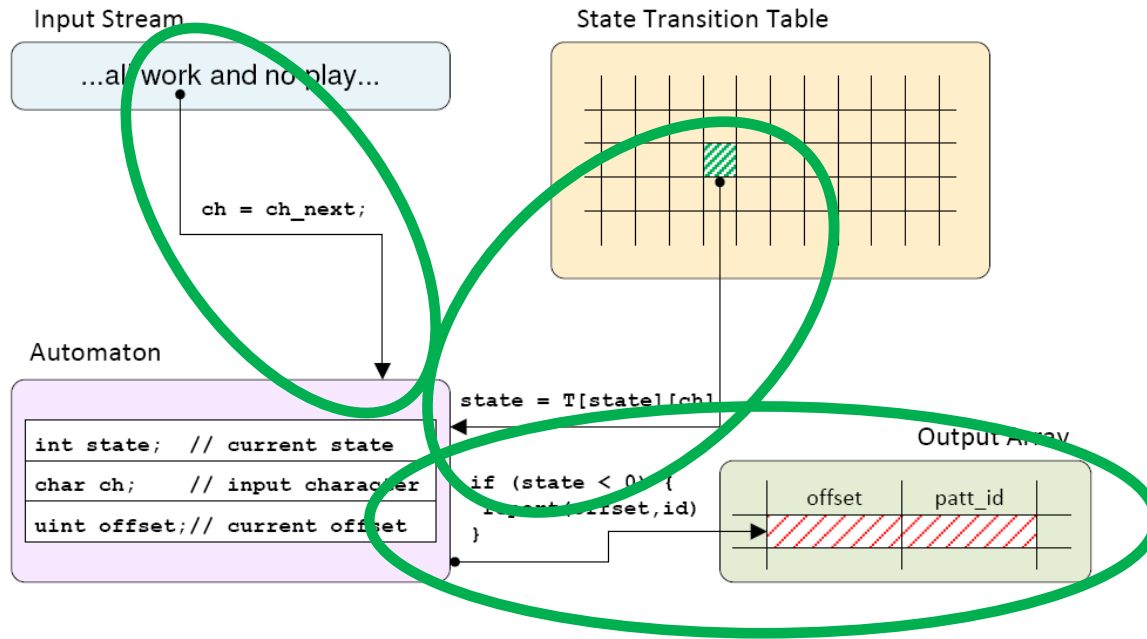 Input Stream
...all work and no play...
ch = ch_next;
State Transition Table
Automaton
int state;  // current state
char ch;    // input character
uint offset;// current offset
state = T[state][ch]
if (state < 0) {
report(offset,id)
}
Output Array
offset
patt_id